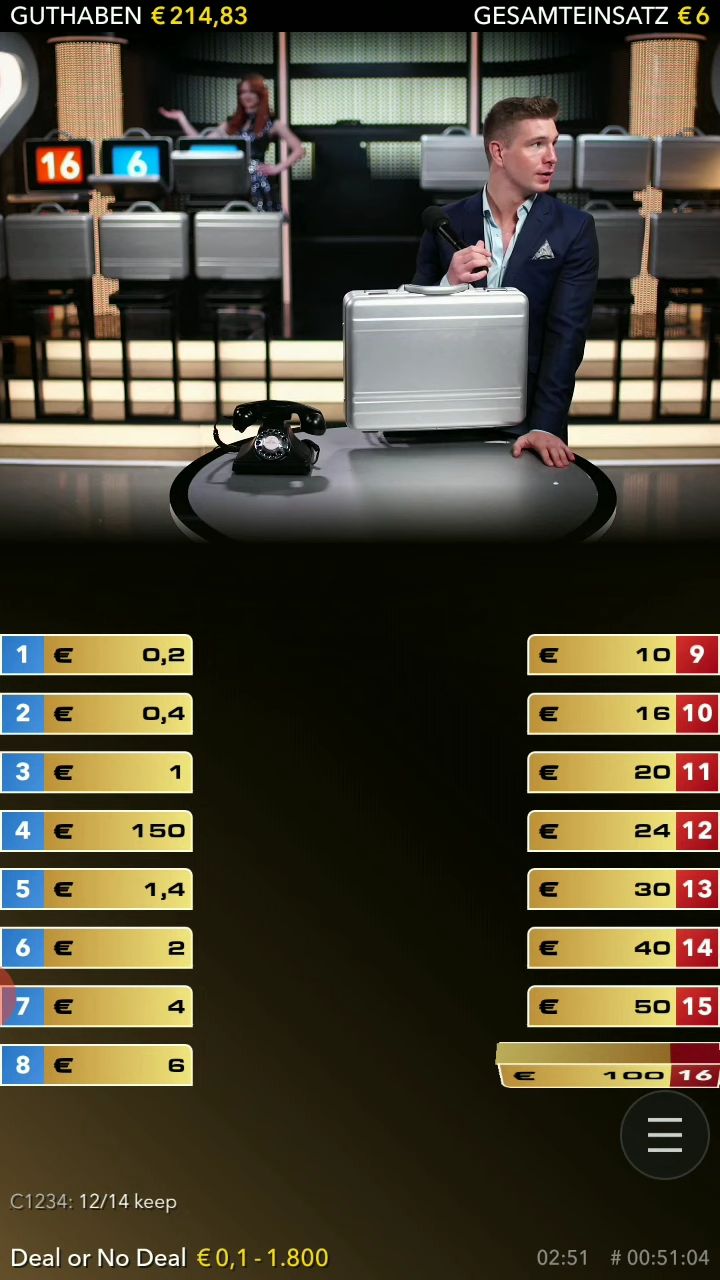 GUTHABEN €214,83 GESAMTEINSATZ €6
16 6
1 € 0,2
2 € 0,4
3 € 1
4 € 150
5 € 1,4
6 € 2
7 € 4
8 € 6
€ 10 9
€ 16 10
€ 20 11
€ 24 12
€ 30 13
€ 40 14
€ 50 15
€ 100 16
C1234: 12/14 keep
Deal or No Deal €0,1 - 1.800 02:51 # 00:51:04